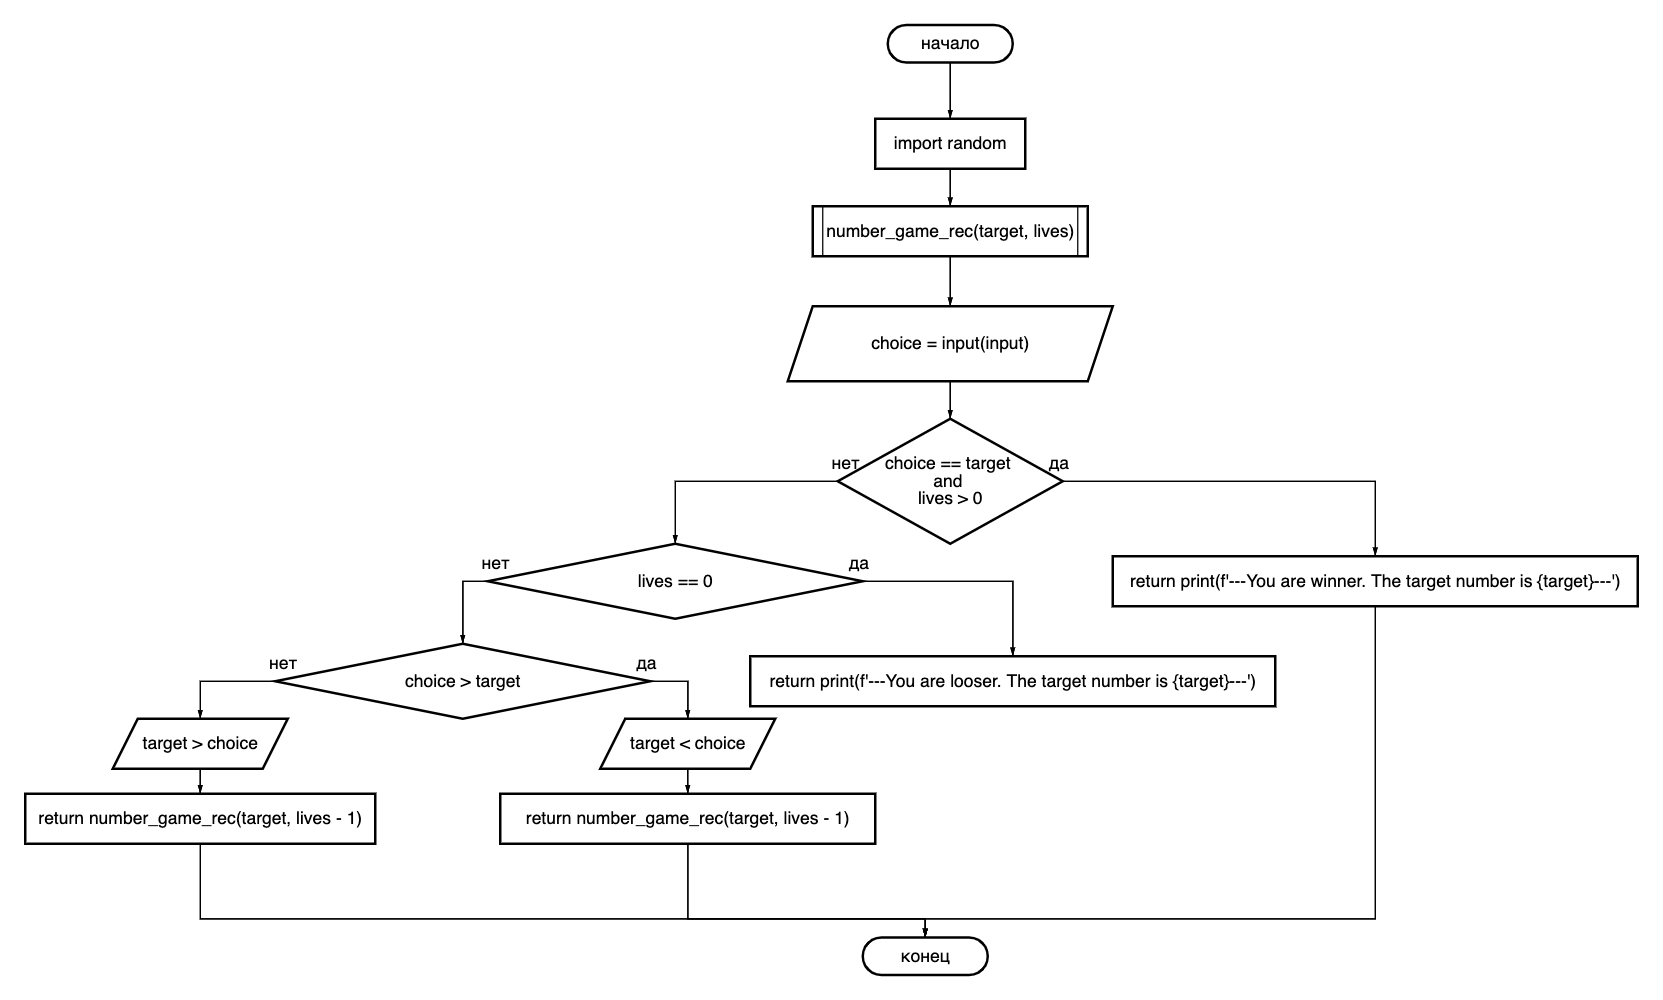 начало
import random
number_game_rec(target, lives)
choice = input(input)
нет
choice == target
and
lives > 0
да
нет
lives == 0
да
return print(f'---You are winner. The target number is {target}---')
нет
choice > target
да
return print(f'---You are looser. The target number is {target}---')
target > choice
target < choice
return number_game_rec(target, lives - 1)
return number_game_rec(target, lives - 1)
конец